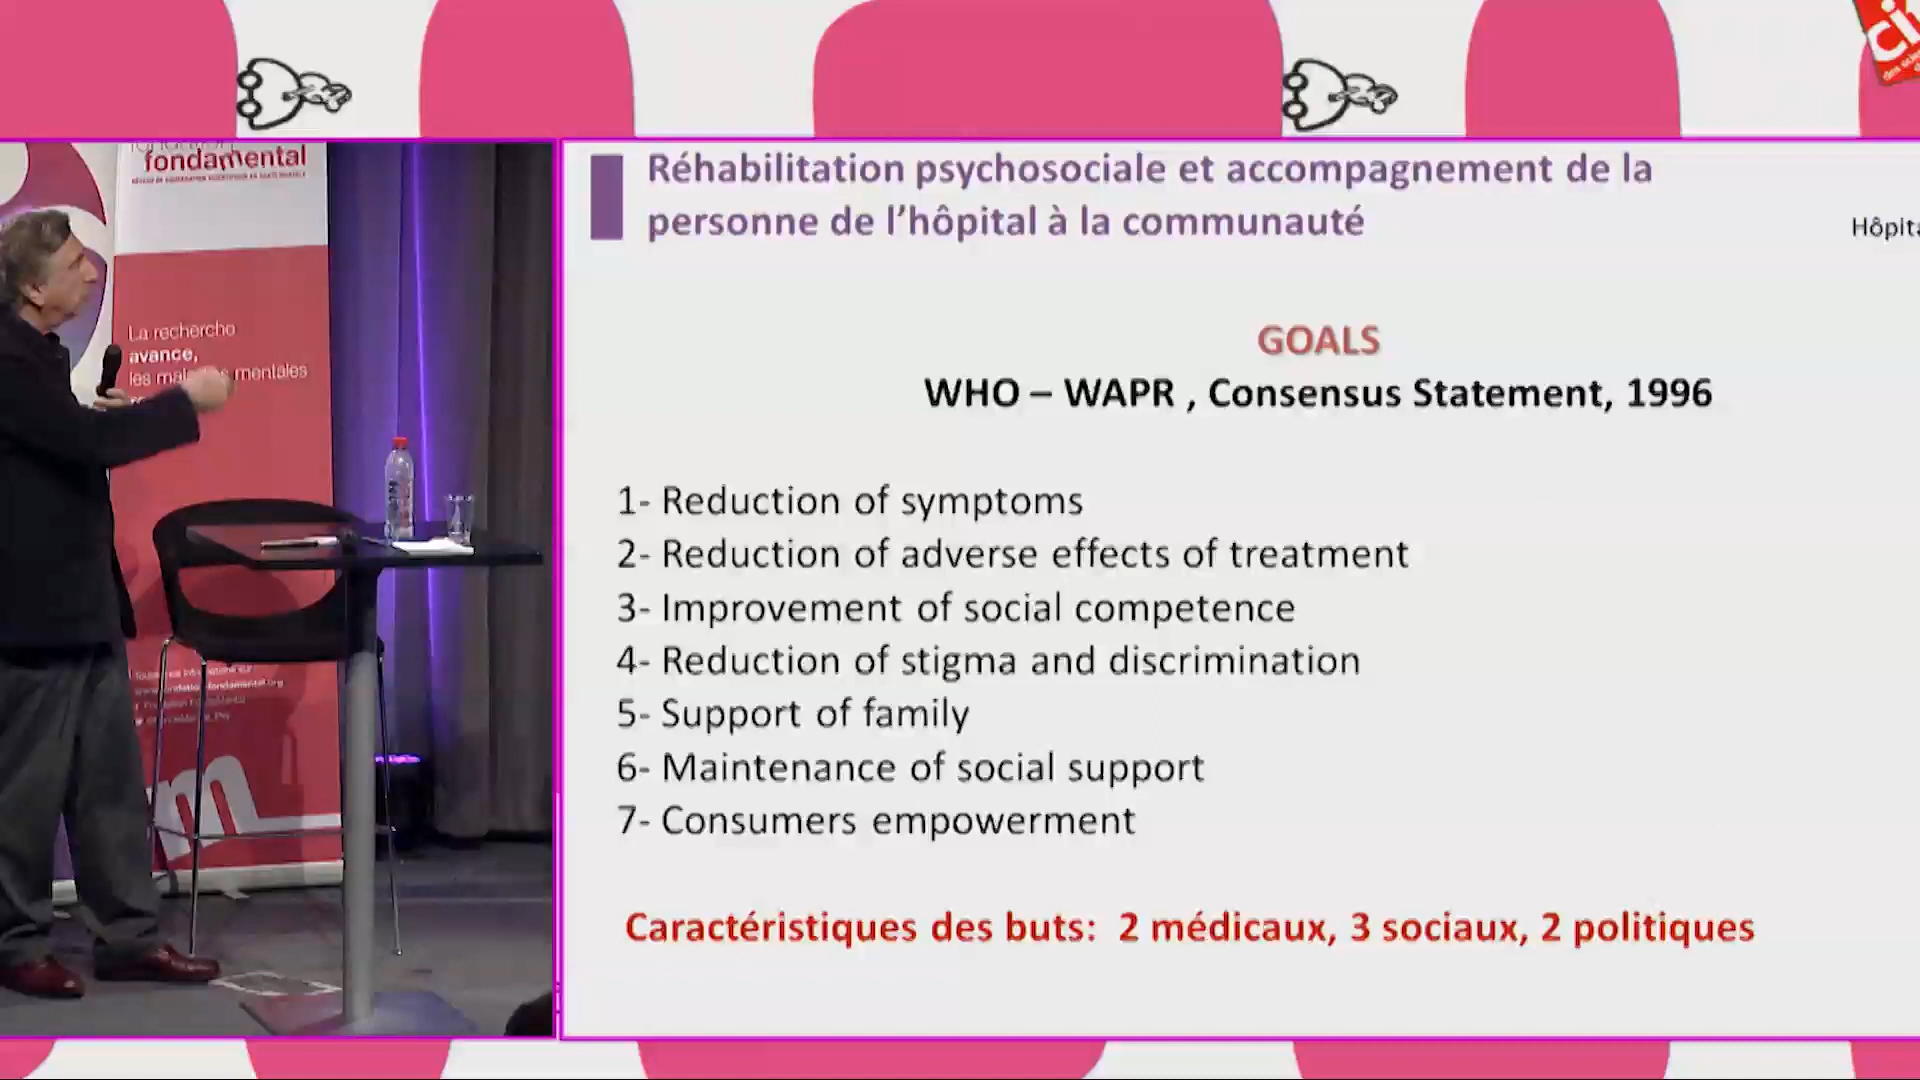 fondamental
La recherche
avance,
mentales
Réhabilitation psychosociale et accompagnement de la
personne de l’hôpital à la communauté
GOALS
WHO – WAPR , Consensus Statement, 1996
1- Reduction of symptoms
2- Reduction of adverse effects of treatment
3- Improvement of social competence
4- Reduction of stigma and discrimination
5- Support of family
6- Maintenance of social support
7- Consumers empowerment
Caractéristiques des buts: 2 médicaux, 3 sociaux, 2 politiques